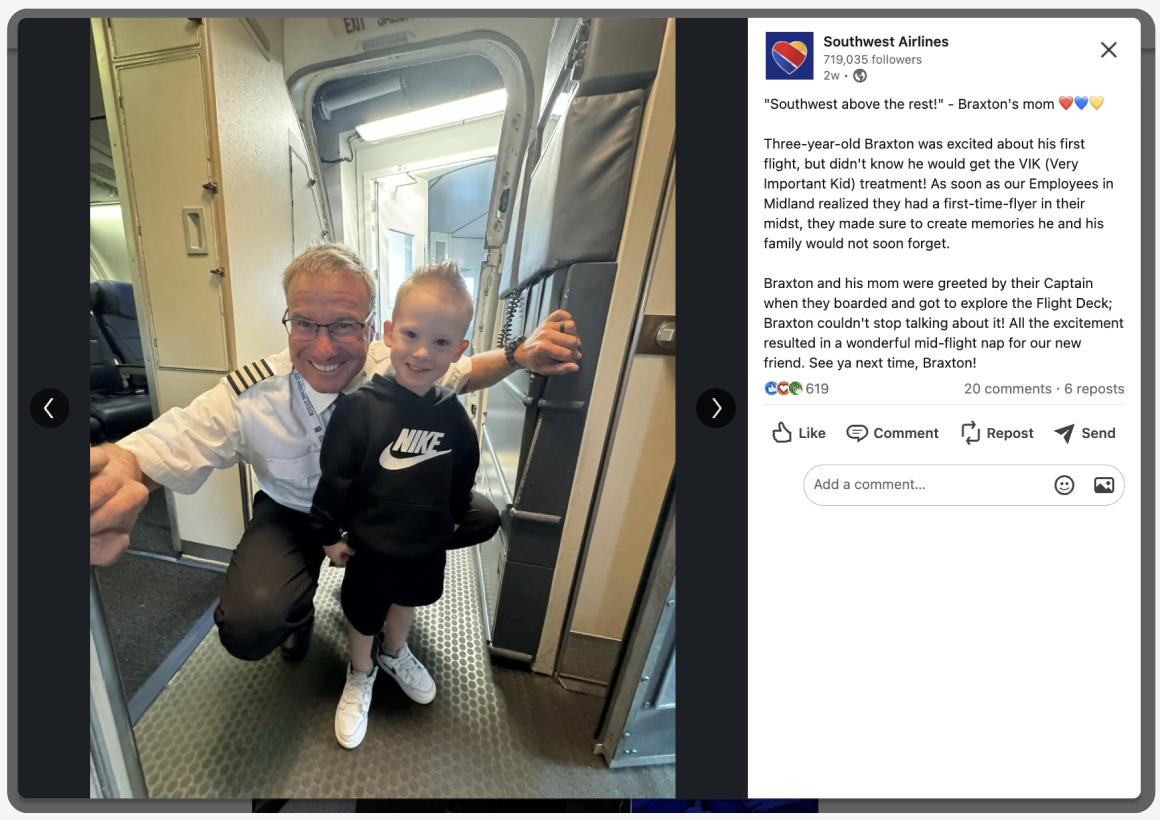 EXIT
Southwest Airlines
719,035 followers
2w •
"Southwest above the rest!" - Braxton's mom ❤️💙💛
Three-year-old Braxton was excited about his first
flight, but didn't know he would get the VIK (Very
Important Kid) treatment! As soon as our Employees in
Midland realized they had a first-time-flyer in their
midst, they made sure to create memories he and his
family would not soon forget.
Braxton and his mom were greeted by their Captain
when they boarded and got to explore the Flight Deck;
Braxton couldn't stop talking about it! All the excitement
resulted in a wonderful mid-flight nap for our new
friend. See ya next time, Braxton!
619 20 comments · 6 reposts
Like Comment Repost Send
Add a comment...
NIKE